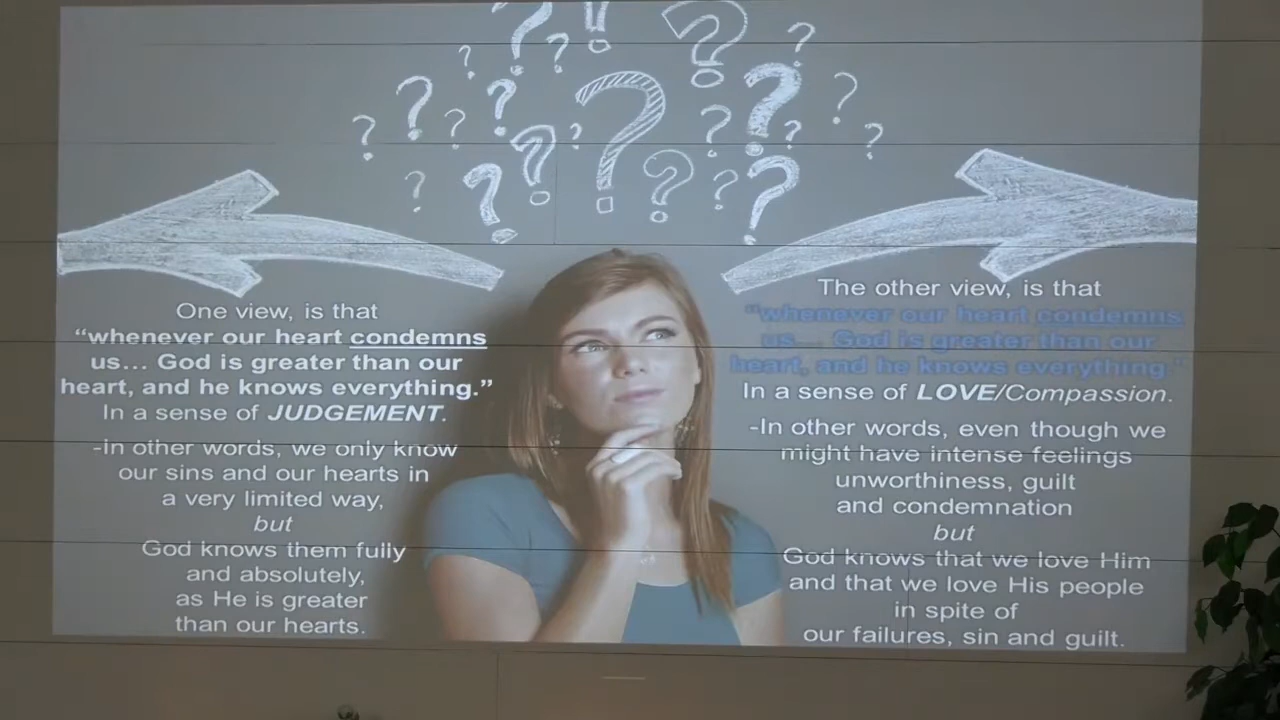 One view, is that
“whenever our heart condemns
us... God is greater than our
heart, and he knows everything.”
In a sense of JUDGEMENT.
-In other words, we only know
our sins and our hearts in
a very limited way,
but
God knows them fully
and absolutely,
as He is greater
than our hearts.
The other view, is that
“whenever our heart condemns
us... God is greater than our
heart, and he knows everything.”
In a sense of LOVE/Compassion.
-In other words, even though we
might have intense feelings
unworthiness, guilt
and condemnation
but
God knows that we love Him
and that we love His people
in spite of
our failures, sin and guilt.